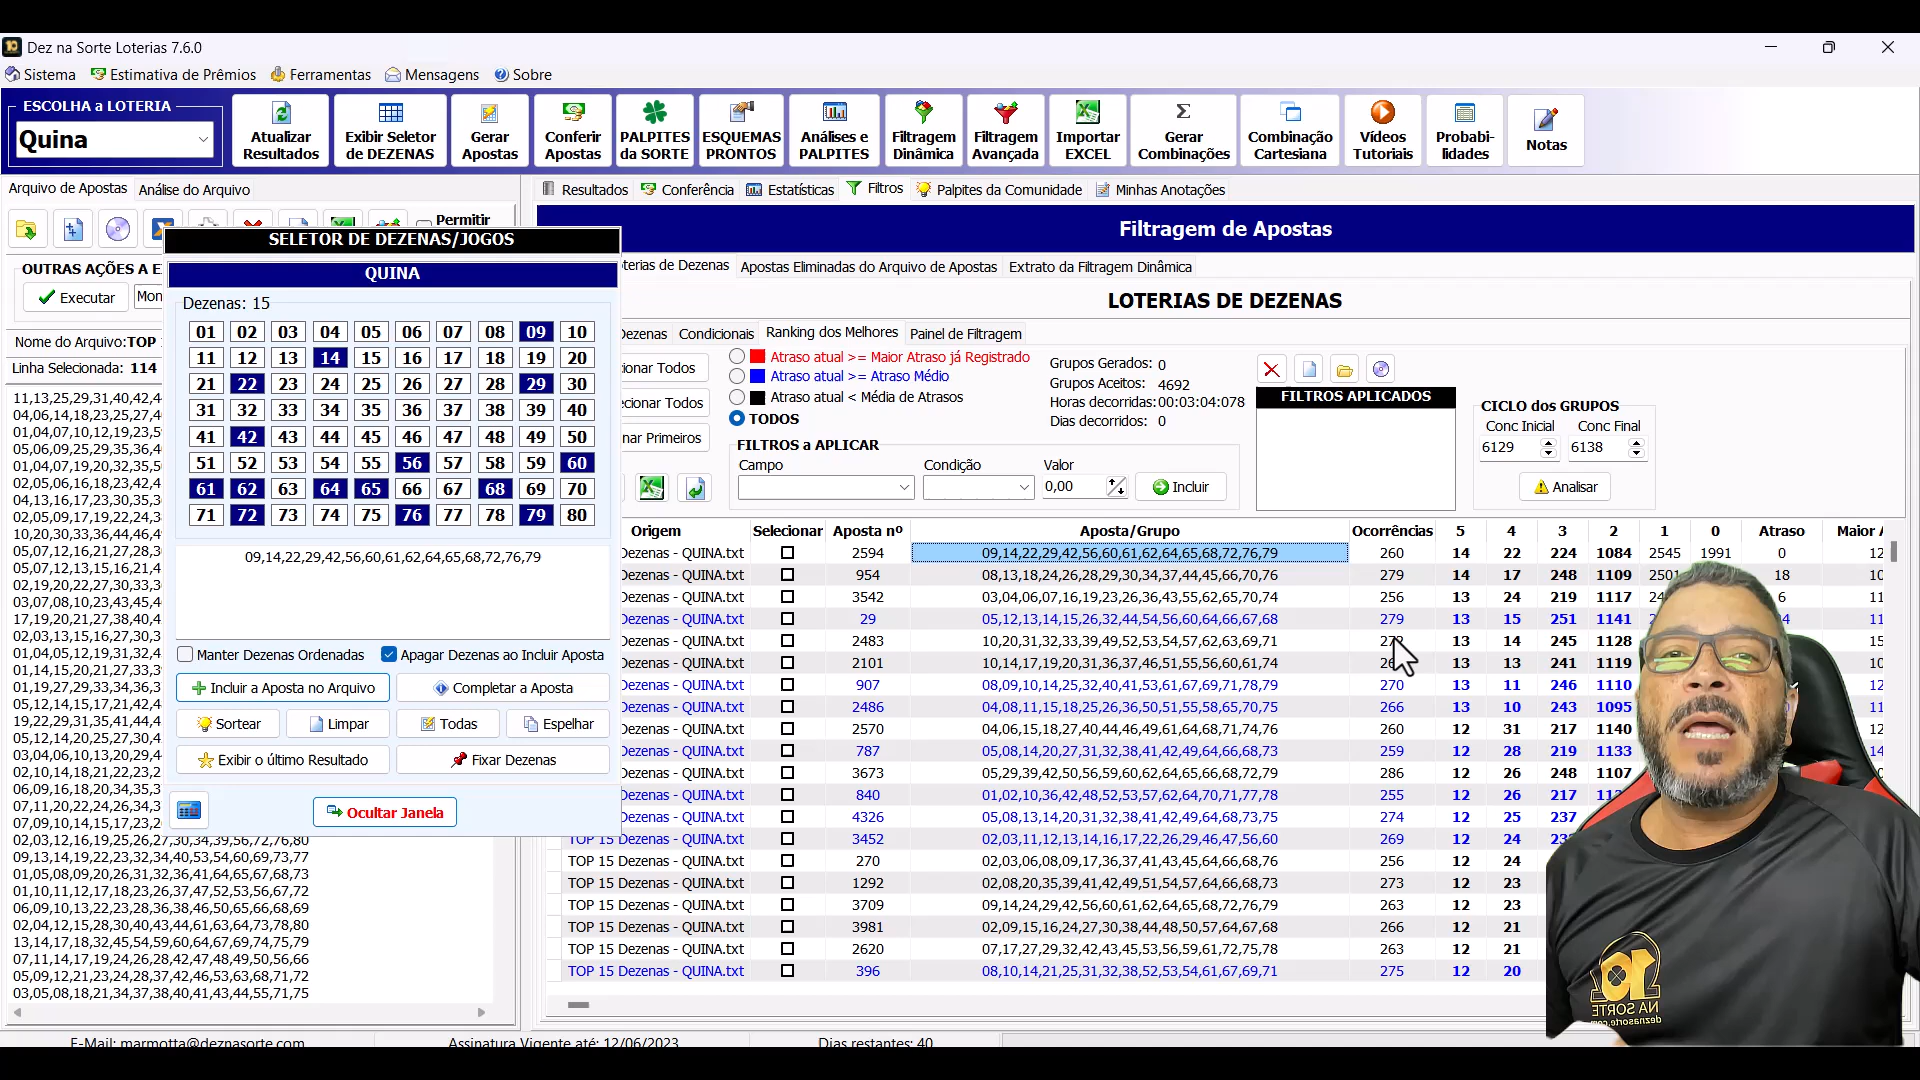 Dez na Sorte Loterias 7.6.0
Sistema Estimativa de Prêmios Ferramentas Mensagens Sobre
ESCOLHA a LOTERIA
Quina
Atualizar Resultados
Exibir Seletor de DEZENAS
Gerar Apostas
Conferir Apostas
PALPITES da SORTE
ESQUEMAS PRONTOS
Análises e PALPITES
Filtragem Dinâmica
Filtragem Avançada
Importar EXCEL
Gerar Combinações
Combinação Cartesiana
Vídeos Tutoriais
Probabi-lidades
Notas
Arquivo de Apostas Análise do Arquivo
Resultados Conferência Estatísticas Filtros Palpites da Comunidade Minhas Anotações
Permitir
Filtragem de Apostas
OUTRAS AÇÕES A E
Executar Mon
Nome do Arquivo:TOP
Linha Selecionada: 114
11,13,25,29,31,40,42,4
04,06,14,18,23,25,27,4
01,04,07,10,12,19,23,5
05,06,09,25,29,35,36,4
01,04,07,19,20,32,35,5
02,05,06,16,18,23,42,4
04,13,16,17,23,30,35,3
02,05,09,17,19,22,24,3
10,20,30,33,36,44,46,4
05,07,12,16,21,27,28,3
05,07,12,13,15,16,21,4
02,19,20,22,27,30,33,3
03,07,08,10,23,43,45,4
17,19,20,21,27,38,40,4
02,03,13,15,16,27,30,3
01,04,05,12,19,31,32,4
01,14,15,20,21,27,33,3
01,19,27,29,33,34,36,3
05,12,14,15,17,21,42,4
19,22,29,31,35,41,44,4
05,12,14,20,25,27,30,4
03,04,06,10,13,20,29,4
02,10,14,18,21,22,23,2
06,09,16,18,20,34,35,3
07,11,20,22,24,26,34,3
07,09,10,14,15,17,23,2
02,03,12,16,19,25,26,27,30,34,39,56,72,76,80
09,13,14,19,22,23,32,34,40,53,54,60,69,73,77
01,05,08,09,20,26,31,32,36,41,64,65,67,68,73
01,10,11,12,17,18,23,26,37,47,52,53,56,67,72
06,09,10,13,22,23,28,36,38,46,50,65,66,68,69
02,04,12,15,28,30,40,43,44,61,63,64,73,78,80
13,14,17,18,32,45,54,59,60,64,67,69,74,75,79
07,11,14,17,19,24,26,28,42,47,48,49,50,56,66
05,09,12,21,23,24,28,37,42,46,53,63,68,71,72
03,05,08,18,21,34,37,38,40,41,43,44,55,71,75
SELETOR DE DEZENAS/JOGOS
QUINA
Dezenas: 15
01 02 03 04 05 06 07 08 09 10
11 12 13 14 15 16 17 18 19 20
21 22 23 24 25 26 27 28 29 30
31 32 33 34 35 36 37 38 39 40
41 42 43 44 45 46 47 48 49 50
51 52 53 54 55 56 57 58 59 60
61 62 63 64 65 66 67 68 69 70
71 72 73 74 75 76 77 78 79 80
09,14,22,29,42,56,60,61,62,64,65,68,72,76,79
Manter Dezenas Ordenadas Apagar Dezenas ao Incluir Aposta
Incluir a Aposta no Arquivo Completar a Aposta
Sortear Limpar Todas Espelhar
Exibir o último Resultado Fixar Dezenas
Ocultar Janela
oterias de Dezenas Apostas Eliminadas do Arquivo de Apostas Extrato da Filtragem Dinâmica
LOTERIAS DE DEZENAS
Dezenas Condicionais Ranking dos Melhores Painel de Filtragem
ionar Todos
ecionar Todos
nar Primeiros
Atraso atual >= Maior Atraso já Registrado
Atraso atual >= Atraso Médio
Atraso atual < Média de Atrasos
TODOS
Grupos Gerados: 0
Grupos Aceitos: 4692
Horas decorridas:00:03:04:078
Dias decorridos: 0
FILTROS a APLICAR
Campo Condição Valor
0,00 Incluir
FILTROS APLICADOS
CICLO dos GRUPOS
Conc Inicial Conc Final
6129 6138
Analisar
Origem Selecionar Aposta nº Aposta/Grupo Ocorrências 5 4 3 2 1 0 Atraso Maior A
Dezenas - QUINA.txt 2594 09,14,22,29,42,56,60,61,62,64,65,68,72,76,79 260 14 22 224 1084 2545 1991 0 12
Dezenas - QUINA.txt 954 08,13,18,24,26,28,29,30,34,37,44,45,66,70,76 279 14 17 248 1109 2501 18 10
Dezenas - QUINA.txt 3542 03,04,06,07,16,19,23,26,36,43,55,62,65,70,74 256 13 24 219 1117 24 6 11
Dezenas - QUINA.txt 29 05,12,13,14,15,26,32,44,54,56,60,64,66,67,68 279 13 15 251 1141 21 4 11
Dezenas - QUINA.txt 2483 10,20,31,32,33,39,49,52,53,54,57,62,63,69,71 27 13 14 245 1128 15
Dezenas - QUINA.txt 2101 10,14,17,19,20,31,36,37,46,51,55,56,60,61,74 26 13 13 241 1119 10
Dezenas - QUINA.txt 907 08,09,10,14,25,32,40,41,53,61,67,69,71,78,79 270 13 11 246 1110 12
Dezenas - QUINA.txt 2486 04,08,11,15,18,25,26,36,50,51,55,58,65,70,75 266 13 10 243 1095 11
Dezenas - QUINA.txt 2570 04,06,15,18,27,40,44,46,49,61,64,68,71,74,76 260 12 31 217 1140 12
Dezenas - QUINA.txt 787 05,08,14,20,27,31,32,38,41,42,49,64,66,68,73 259 12 28 219 1133 14
Dezenas - QUINA.txt 3673 05,29,39,42,50,56,59,60,62,64,65,66,68,72,79 286 12 26 248 1107
Dezenas - QUINA.txt 840 01,02,10,36,42,48,52,53,57,62,64,70,71,77,78 255 12 26 217
Dezenas - QUINA.txt 4326 05,08,13,14,20,31,32,38,41,42,49,64,68,73,75 274 12 25 237
TOP 15 Dezenas - QUINA.txt 3452 02,03,11,12,13,14,16,17,22,26,29,46,47,56,60 269 12 24
TOP 15 Dezenas - QUINA.txt 270 02,03,06,08,09,17,36,37,41,43,45,64,66,68,76 256 12 24
TOP 15 Dezenas - QUINA.txt 1292 02,08,20,35,39,41,42,49,51,54,57,64,66,68,73 273 12 23
TOP 15 Dezenas - QUINA.txt 3709 09,14,24,29,42,56,60,61,62,64,65,68,72,76,79 263 12 23
TOP 15 Dezenas - QUINA.txt 3981 02,09,15,16,24,27,30,38,44,48,50,57,64,67,68 266 12 21
TOP 15 Dezenas - QUINA.txt 2620 07,17,27,29,32,42,43,45,53,56,59,61,72,75,78 263 12 21
TOP 15 Dezenas - QUINA.txt 396 08,10,14,21,25,31,32,38,52,53,54,61,67,69,71 275 12 20
E-Mail: marmotta@deznasorte.com Assinatura Vigente até: 12/06/2023 Dias restantes: 40
NA SORTE
deznasorte.com